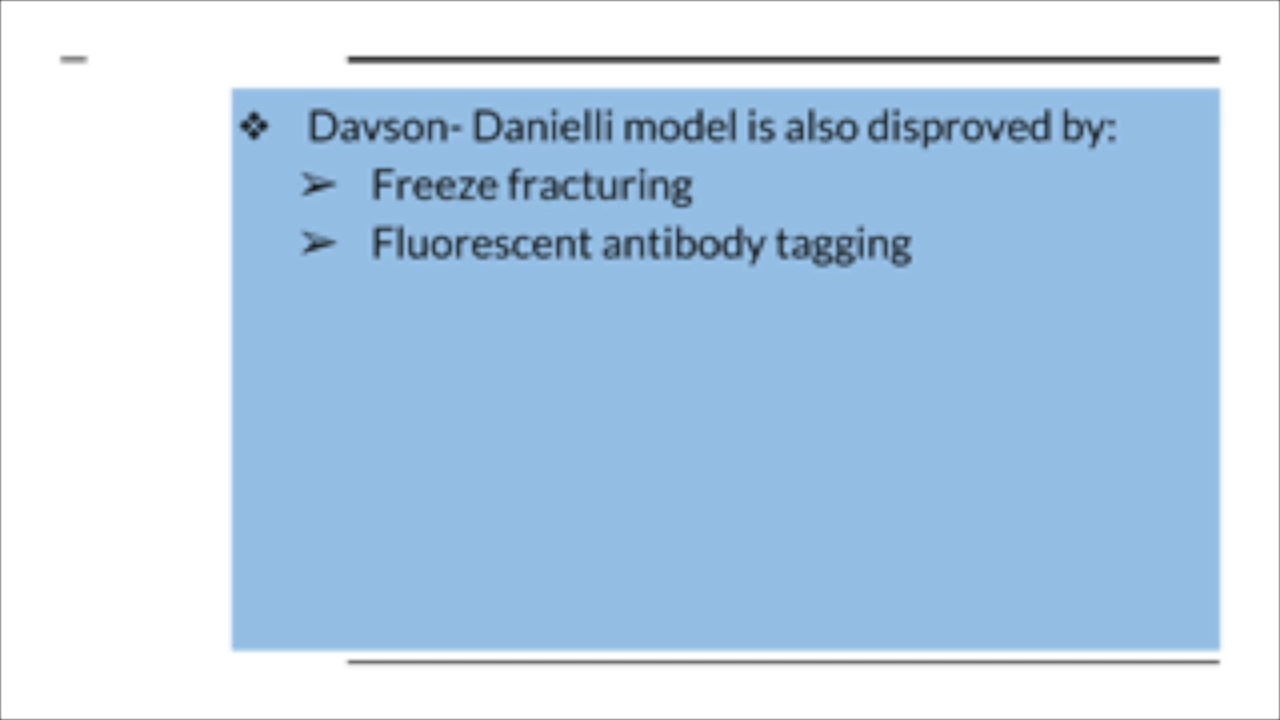 ❖ Davson- Danielli model is also disproved by:
➢ Freeze fracturing
➢ Fluorescent antibody tagging